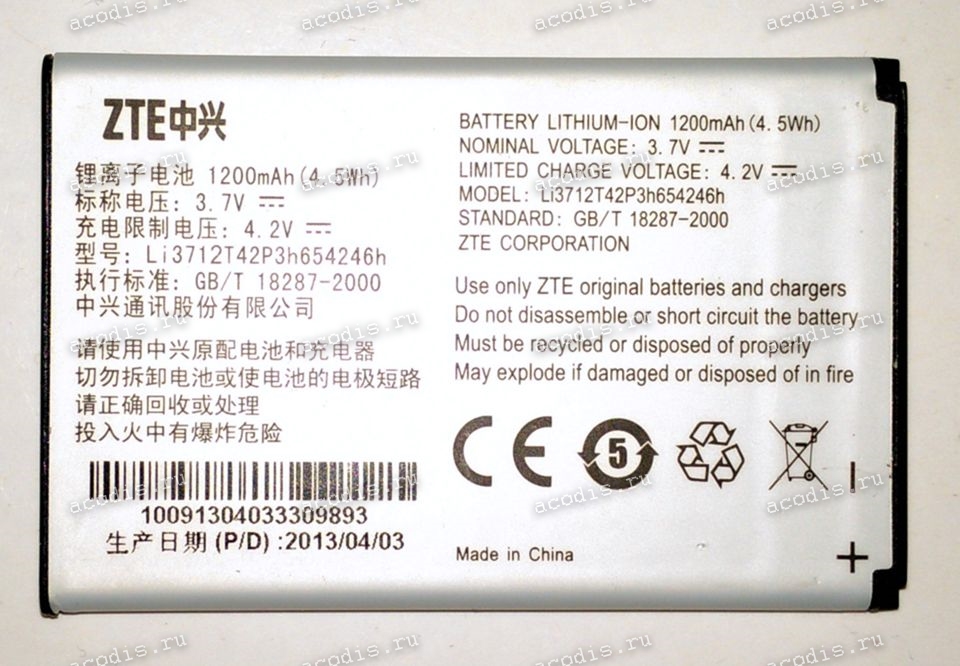 ZTE中兴
锂离子电池 1200mAh(4.5Wh)
标称电压: 3.7V
充电限制电压: 4.2V
型号: Li3712T42P3h654246h
执行标准: GB/T 18287-2000
中兴通讯股份有限公司
请使用中兴原配电池和充电器
切勿拆卸电池或使电池的电极短路
请正确回收或处理
投入火中有爆炸危险
10091304033309893
生产日期(P/D):2013/04/03
BATTERY LITHIUM-ION 1200mAh(4.5Wh)
NOMINAL VOLTAGE: 3.7V
LIMITED CHARGE VOLTAGE: 4.2V
MODEL: Li3712T42P3h654246h
STANDARD: GB/T 18287-2000
ZTE CORPORATION
Use only ZTE original batteries and chargers
Do not disassemble or short circuit the battery
Must be recycled or disposed of properly
May explode if damaged or disposed of in fire
CE 5
Made in China
− +
acodis.ru